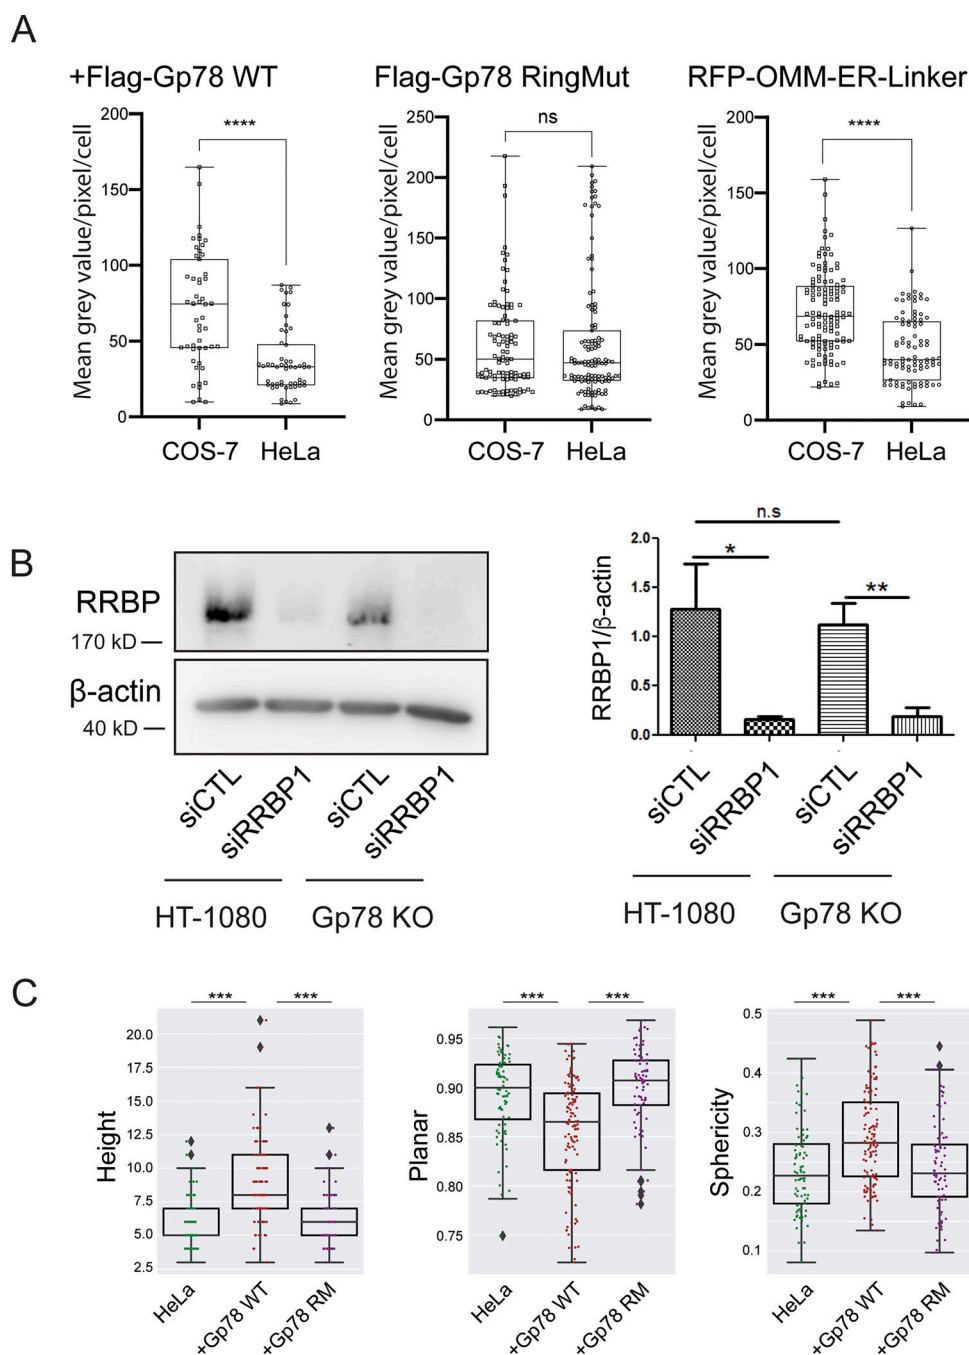 A
+Flag-Gp78 WT
Mean grey value/pixel/cell
200
150
100
50
0
****
COS-7 HeLa
Flag-Gp78 RingMut
Mean grey value/pixel/cell
250
200
150
100
50
0
ns
COS-7 HeLa
RFP-OMM-ER-Linker
Mean grey value/pixel/cell
200
150
100
50
0
****
COS-7 HeLa
B
RRBP
170 kD
β-actin
40 kD
siCTL
siRRBP1
siCTL
siRRBP1
HT-1080 Gp78 KO
n.s
RRBP1/β-actin
2.0
1.5
1.0
0.5
0.0
*
**
siCTL
siRRBP1
siCTL
siRRBP1
HT-1080 Gp78 KO
C
*** ***
Height
20.0
17.5
15.0
12.5
10.0
7.5
5.0
2.5
HeLa
+Gp78 WT
+Gp78 RM
*** ***
Planar
0.95
0.90
0.85
0.80
0.75
HeLa
+Gp78 WT
+Gp78 RM
*** ***
Sphericity
0.5
0.4
0.3
0.2
0.1
HeLa
+Gp78 WT
+Gp78 RM